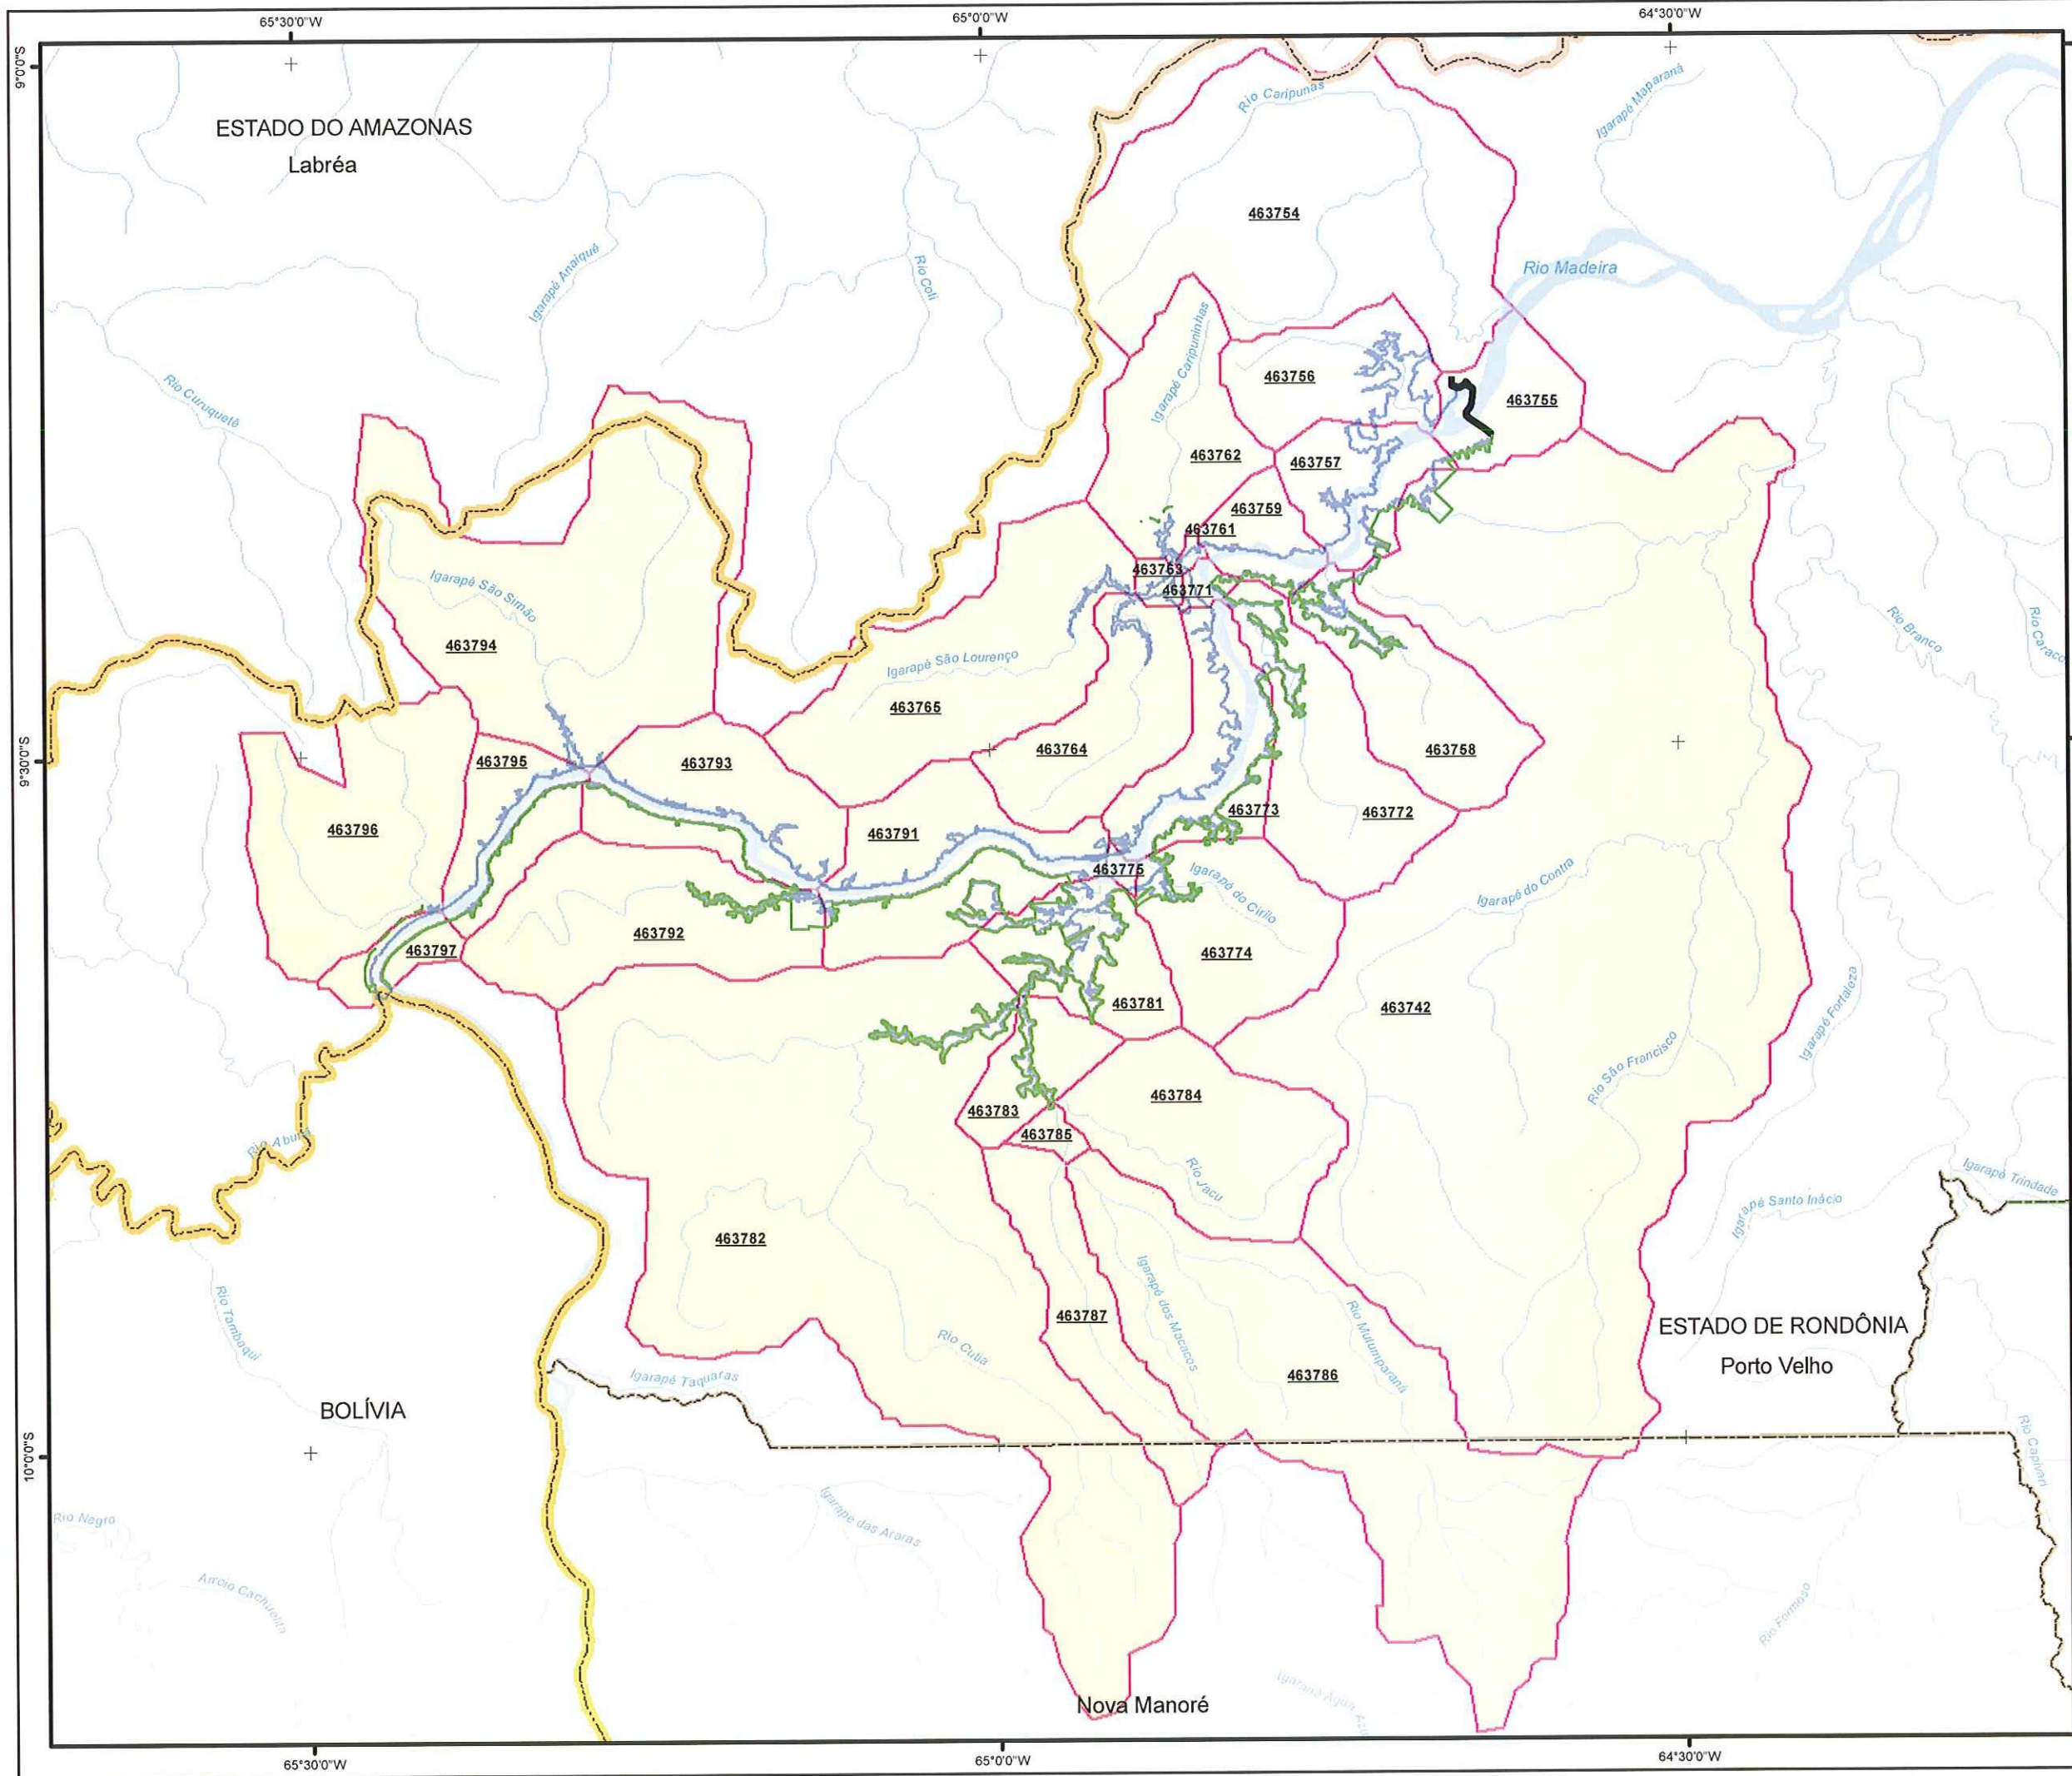 65°30'0"W
65°0'0"W
64°30'0"W
9°0'0"S
ESTADO DO AMAZONAS
Labréa
Rio Caripunas
Igarapé Maparaná
463754
Rio Madeira
Igarapé Anaiquê
Rio Coti
Igarapé Caripuninhas
Rio Curuquetê
463756
463755
463762
463757
463759
463761
463763
463771
Igarapé São Simão
463794
Igarapé São Lourenço
Rio Branco
463765
463764
463758
9°30'0"S
463795
463793
463773
463772
463796
463791
463775
Igarapé do Cirilo
Igarapé do Contra
463792
463797
463774
463781
463742
Igarapé Fortaleza
Rio São Francisco
463784
463783
463785
Rio Abunã
Rio Jacu
Igarapé Trindade
Igarapé Santo Inácio
463782
Rio Tambaqui
463787
Igarapé dos Macacos
Rio Mutumparaná
ESTADO DE RONDÔNIA
Porto Velho
Rio Cutia
Igarapé Taquaras
463786
BOLÍVIA
10°0'0"S
Rio Capivari
Rio Negro
Igarapé das Araras
Arroio Cachuelita
Rio Formoso
Nova Manoré
65°30'0"W
65°0'0"W
64°30'0"W